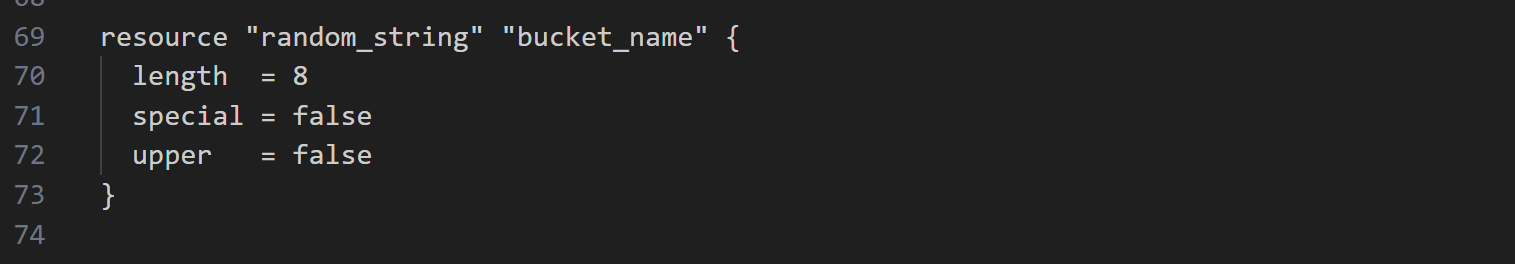 69 resource "random_string" "bucket_name" {
70   length  = 8
71   special = false
72   upper   = false
73 }
74